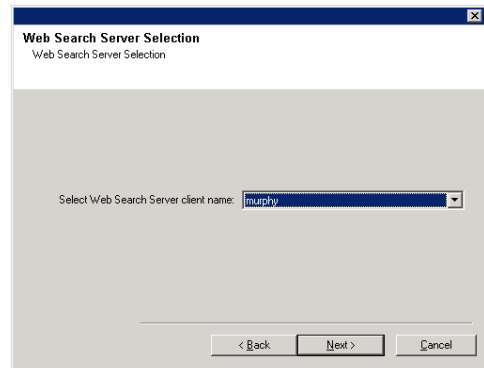 Web Search Server Selection
Web Search Server Selection
Select Web Search Server client name: murphy
< Back Next > Cancel